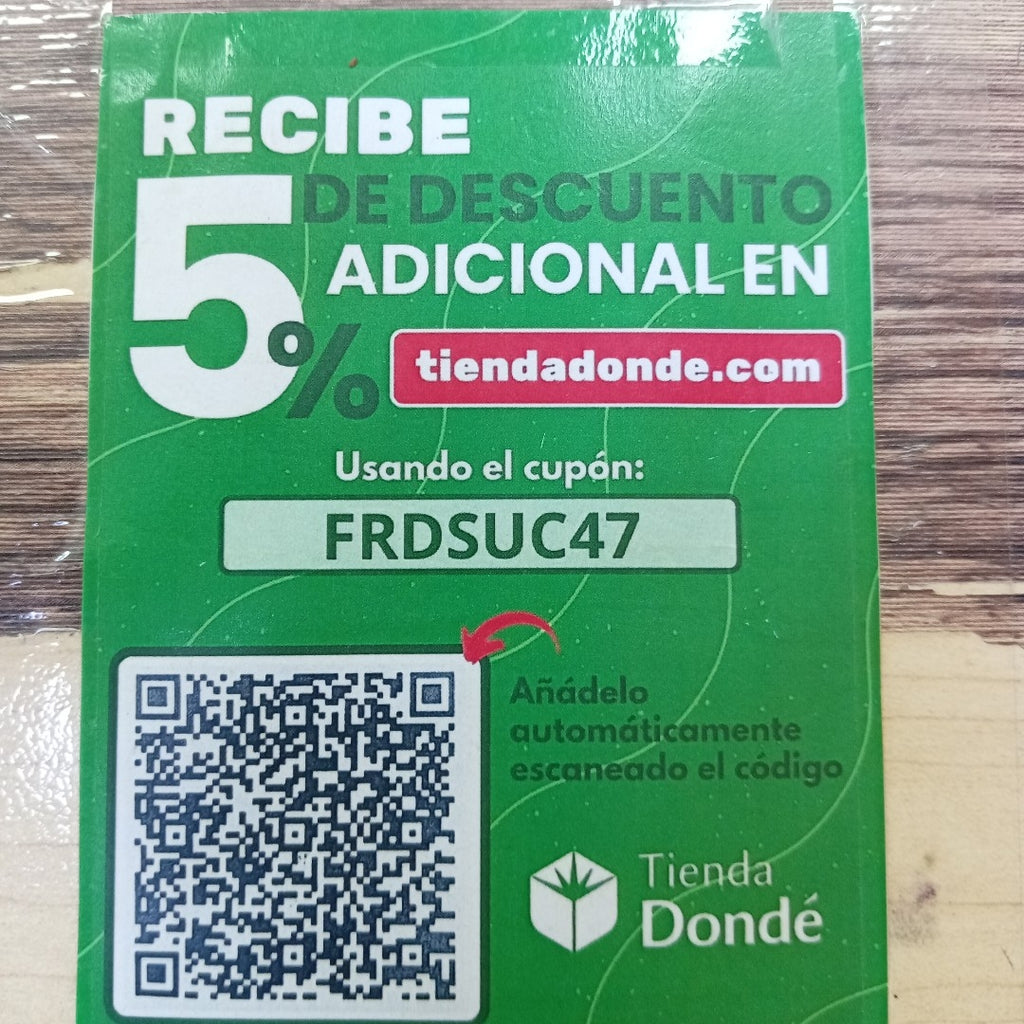 RECIBE
5% DE DESCUENTO
ADICIONAL EN
tiendadonde.com
Usando el cupón:
FRDSUC47
Añádelo
automáticamente
escaneado el código
Tienda
Dondé